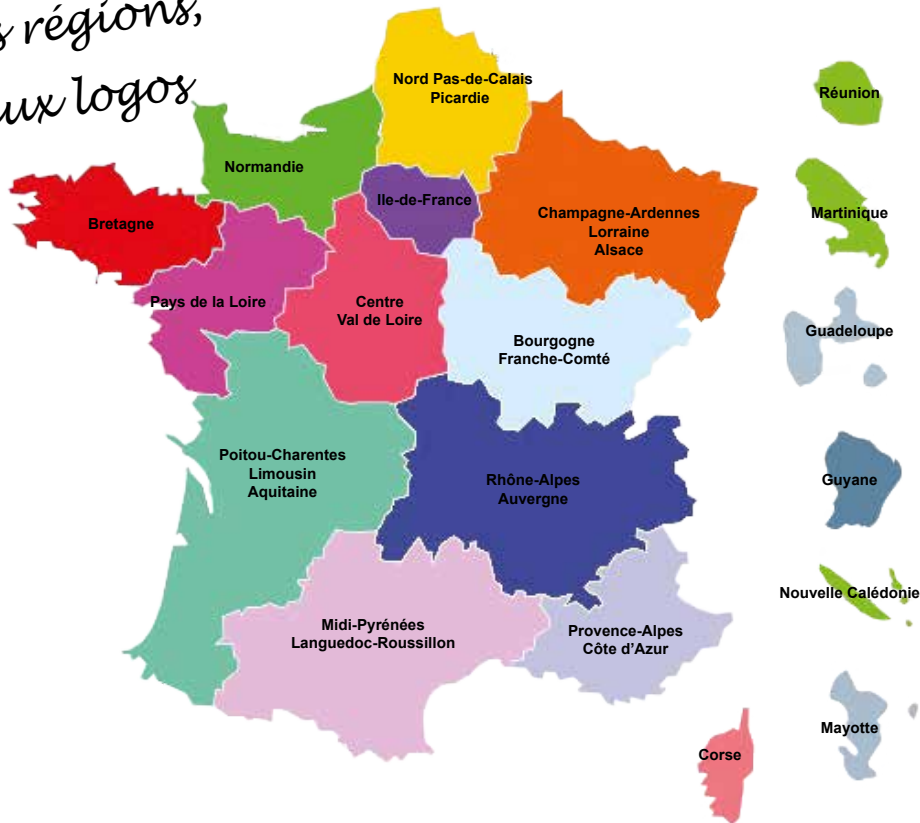 régions,
logos
Nord Pas-de-Calais
Picardie
Réunion
Normandie
Ile-de-France
Martinique
Bretagne
Champagne-Ardennes
Lorraine
Alsace
Pays de la Loire
Centre
Val de Loire
Guadeloupe
Bourgogne
Franche-Comté
Poitou-Charentes
Limousin
Aquitaine
Rhône-Alpes
Auvergne
Guyane
Nouvelle Calédonie
Midi-Pyrénées
Languedoc-Roussillon
Provence-Alpes
Côte d'Azur
Mayotte
Corse